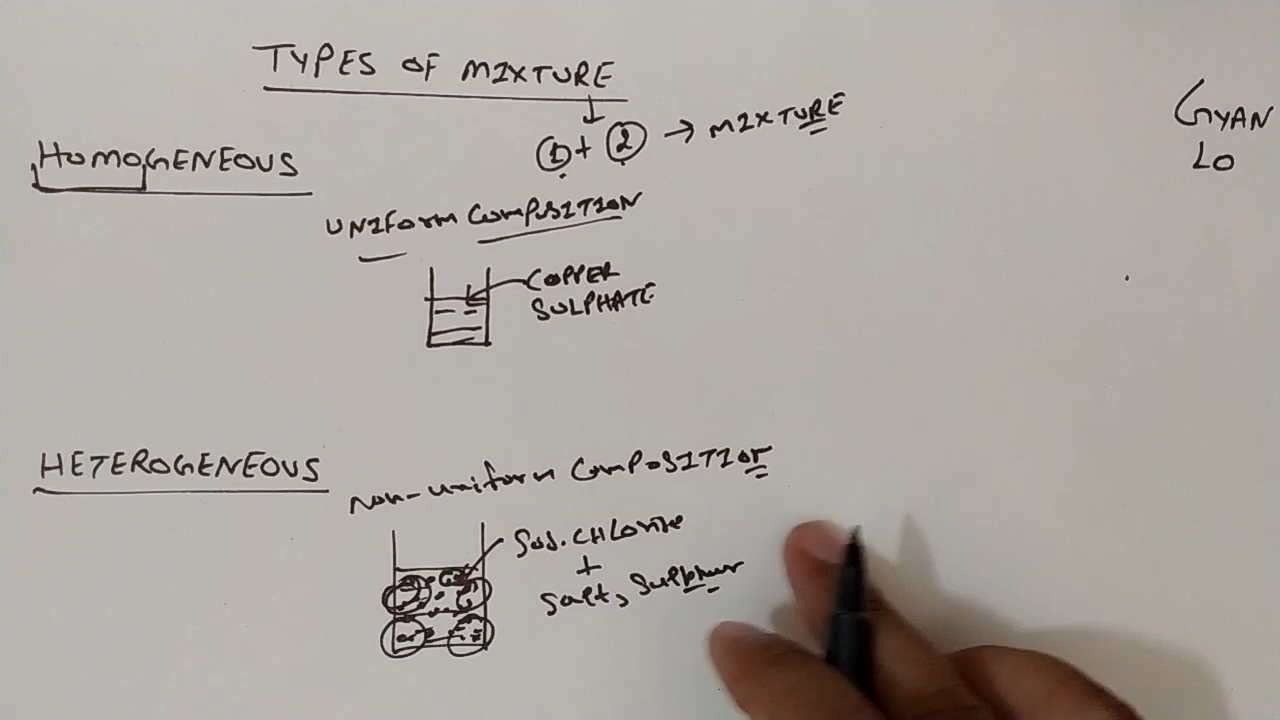 TYPES OF MIXTURE
① + ② → MIXTURE
HOMOGENEOUS
UNIFORM COMPOSITION
COPPER
SULPHATE
HETEROGENEOUS
NON-UNIFORM COMPOSITION
SOD. CHLORIDE
+
Salt, Sulphur
GYAN
LO